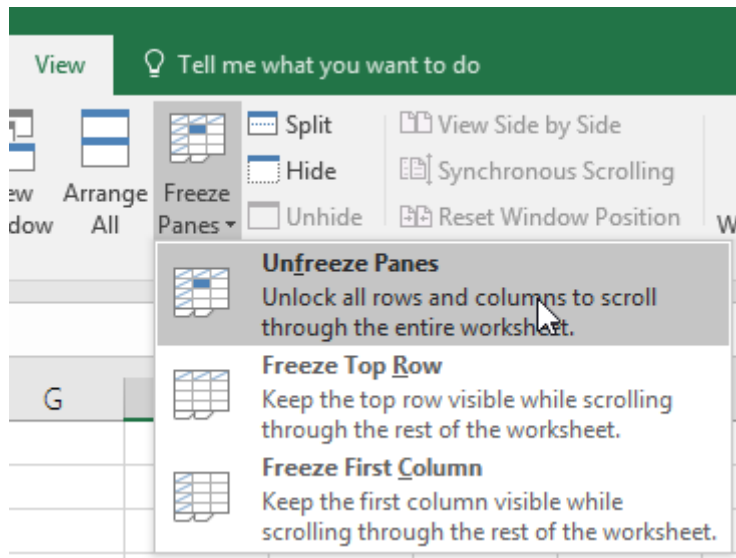 View
Tell me what you want to do
Split
View Side by Side
Hide
Synchronous Scrolling
Arrange
All
Freeze
Panes
Unhide
Reset Window Position
Unfreeze Panes
Unlock all rows and columns to scroll
through the entire worksheet.
Freeze Top Row
Keep the top row visible while scrolling
through the rest of the worksheet.
G
Freeze First Column
Keep the first column visible while
scrolling through the rest of the worksheet.